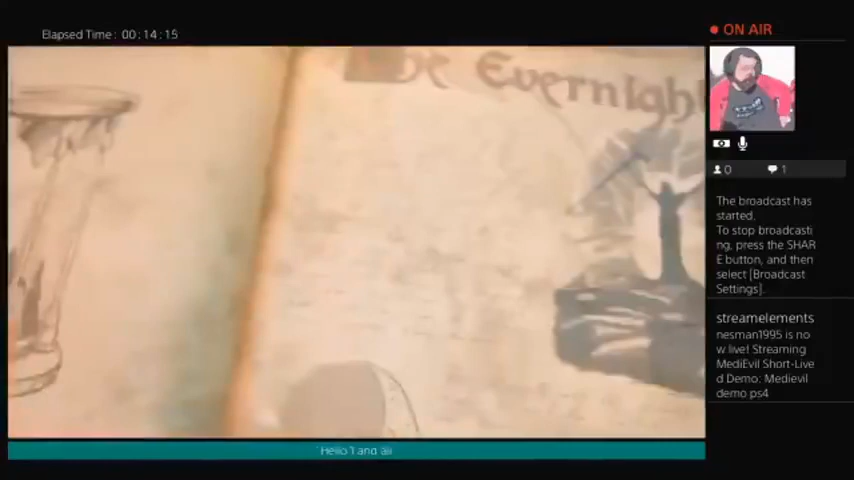 Elapsed Time : 00:14:15
ON AIR
The Evernigh
0
1
The broadcast has
started.
To stop broadcasti
ng, press the SHAR
E button, and then
select [Broadcast
Settings].
streamelements
nesman1995 is no
w live! Streaming
MediEvil Short-Live
d Demo: Medievil
demo ps4
Hello 1 and all